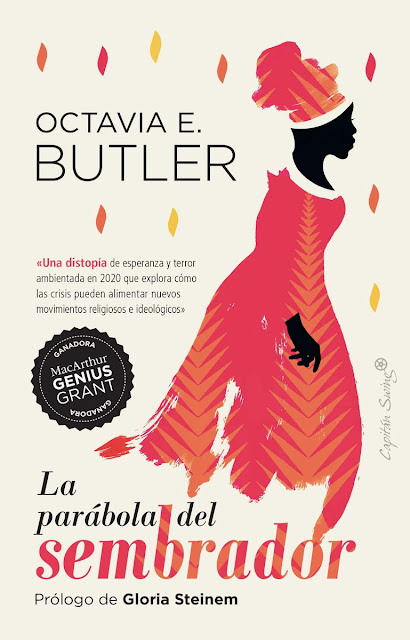 OCTAVIA E.
BUTLER
«Una distopía de esperanza y terror
ambientada en 2020 que explora cómo
las crisis pueden alimentar nuevos
movimientos religiosos e ideológicos»
GANADORA
MacArthur
GENIUS
GRANT
GANADORA
Capitán Swing
La
parábola del
sembrador
Prólogo de Gloria Steinem